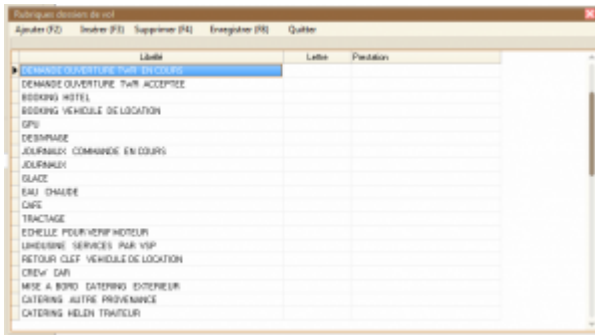 Rubriques dossier de vol
Ajouter (F2) Insérer (F3) Supprimer (F4) Enregistrer (F8) Quitter
Libellé Lettre Prestation
DEMANDE OUVERTURE TWR EN COURS
DEMANDE OUVERTURE TWR ACCEPTEE
BOOKING HOTEL
BOOKING VEHICULE DE LOCATION
GPU
DEGIVRAGE
JOURNAUX COMMANDE EN COURS
JOURNAUX
GLACE
EAU CHAUDE
CAFE
TRACTAGE
ECHELLE POUR VERIF MOTEUR
LIMOUSINE SERVICES PAR VSP
RETOUR CLEF VEHICULE DE LOCATION
CREW CAR
MISE A BORD CATERING EXTERIEUR
CATERING AUTRE PROVENANCE
CATERING HELEN TRAITEUR